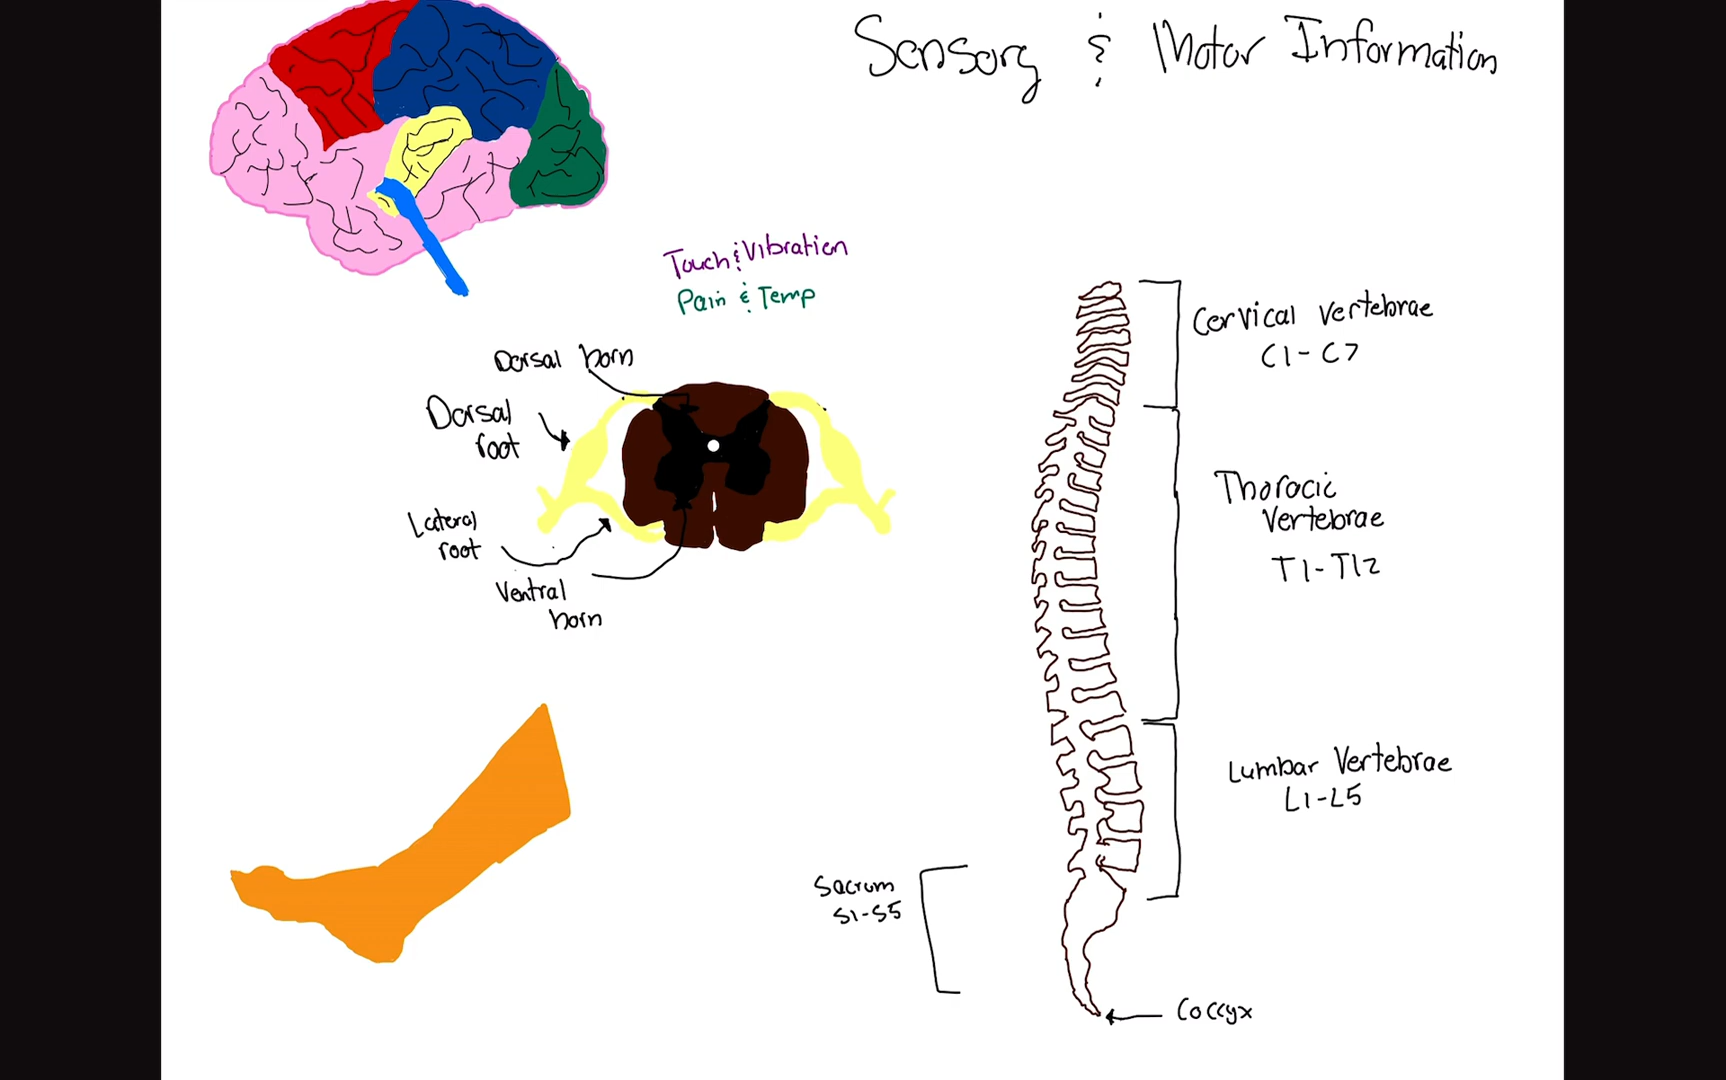 Sensory & Motor Information
Touch & Vibration
Pain & Temp
Dorsal horn
Dorsal
root
Lateral
root
Ventral
horn
Cervical Vertebrae
C1-C7
Thoracic
Vertebrae
T1-T12
Lumbar Vertebrae
L1-L5
Sacrum
S1-S5
Coccyx